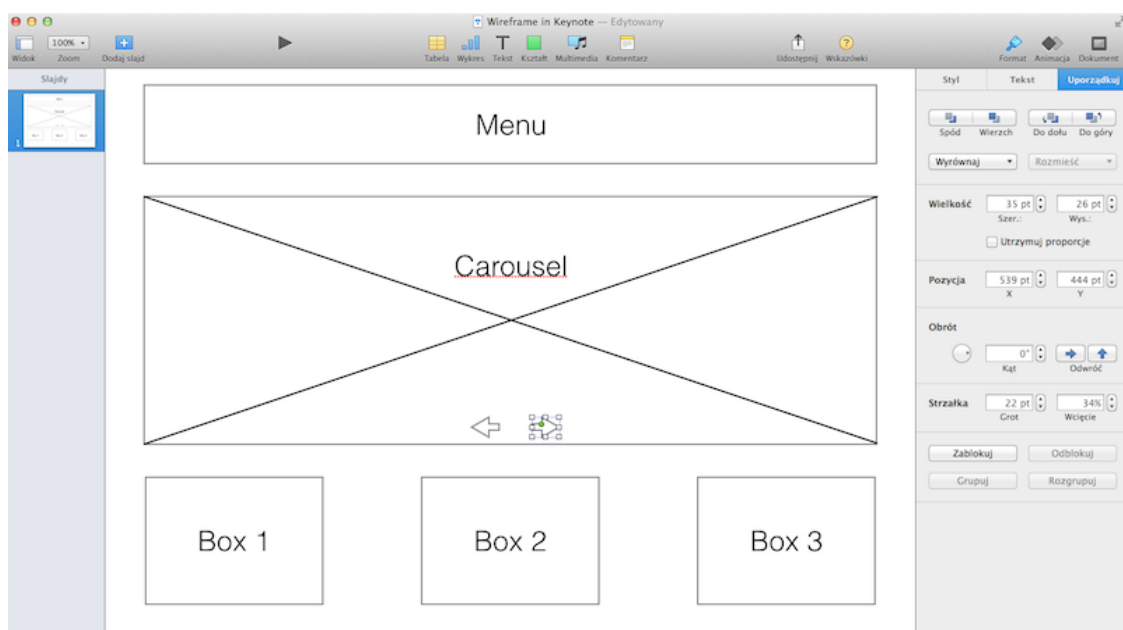 Wireframe in Keynote — Edytowany
100%
Widok Zoom Dodaj slajd Tabela Wykres Tekst Kształt Multimedia Komentarz Udostępnij Wskazówki Format Animacja Dokument
Slajdy
Styl Tekst Uporządkuj
1
Menu
Spód Wierzch Do dołu Do góry
Wyrównaj Rozmieść
Wielkość 35 pt 26 pt
Szer.: Wys.:
Utrzymuj proporcje
Carousel
Pozycja 539 pt 444 pt
X Y
Obrót
0°
Kąt Odwróć
Strzałka 22 pt 34%
Grot Wcięcie
Zablokuj Odblokuj
Grupuj Rozgrupuj
Box 1 Box 2 Box 3